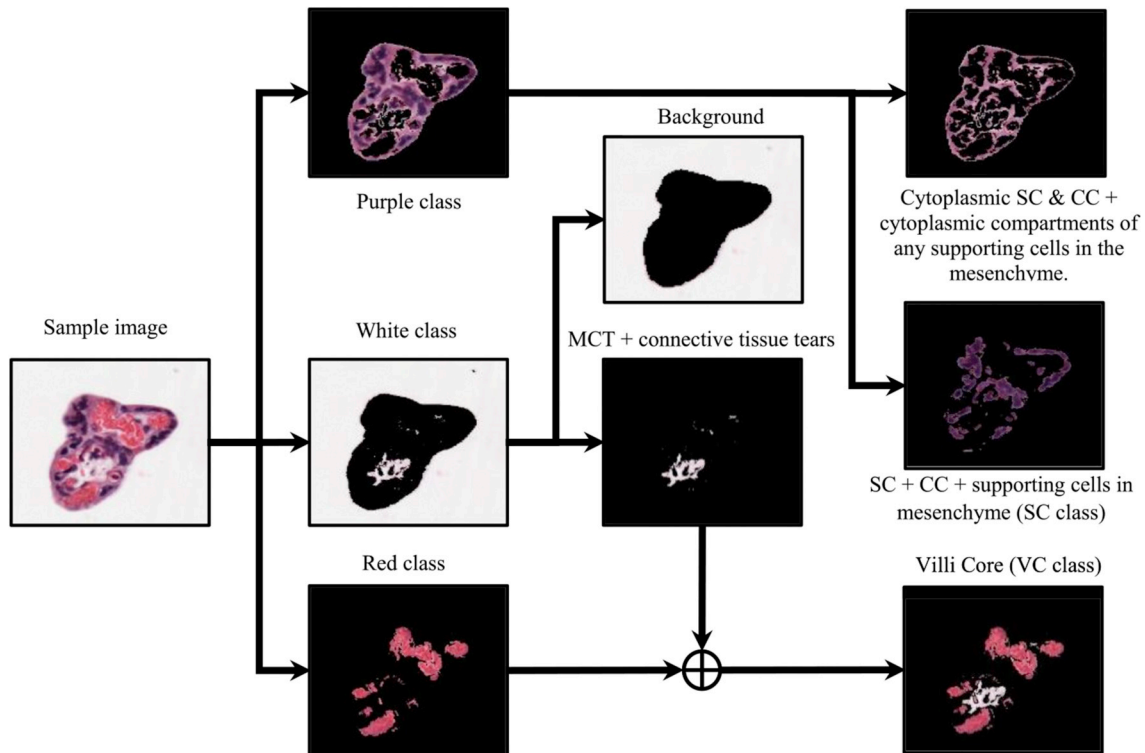 Purple class
Background
Cytoplasmic SC & CC +
cytoplasmic compartments of
any supporting cells in the
mesenchyme.
Sample image
White class
MCT + connective tissue tears
SC + CC + supporting cells in
mesenchyme (SC class)
Red class
Villi Core (VC class)